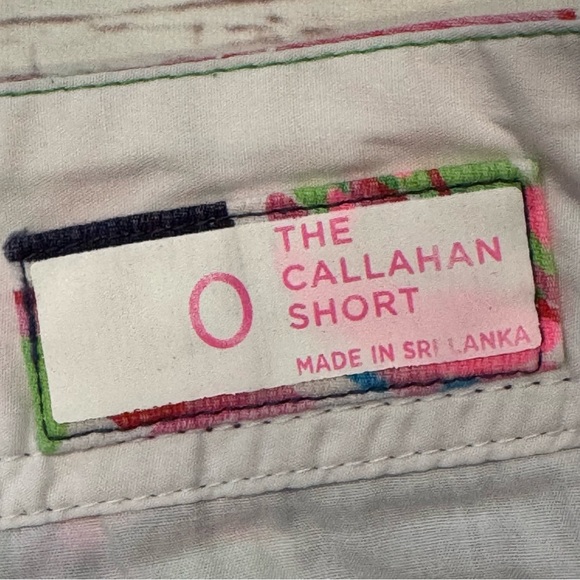 0
THE
CALLAHAN
SHORT
MADE IN SRI LANKA